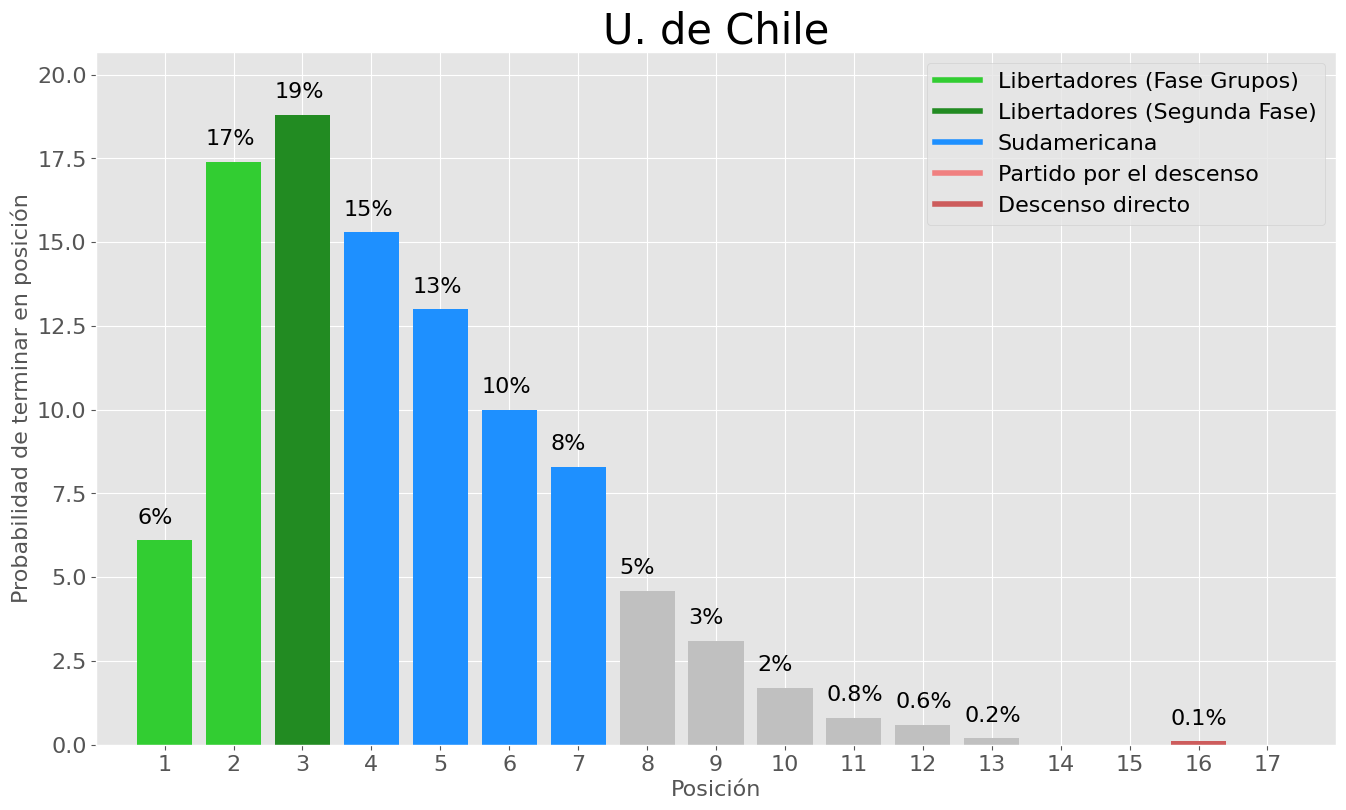 U. de Chile
Libertadores (Fase Grupos)
Libertadores (Segunda Fase)
Sudamericana
Partido por el descenso
Descenso directo
Probabilidad de terminar en posición
20.0
17.5
15.0
12.5
10.0
7.5
5.0
2.5
0.0
6%
17%
19%
15%
13%
10%
8%
5%
3%
2%
0.8%
0.6%
0.2%
0.1%
1 2 3 4 5 6 7 8 9 10 11 12 13 14 15 16 17
Posición